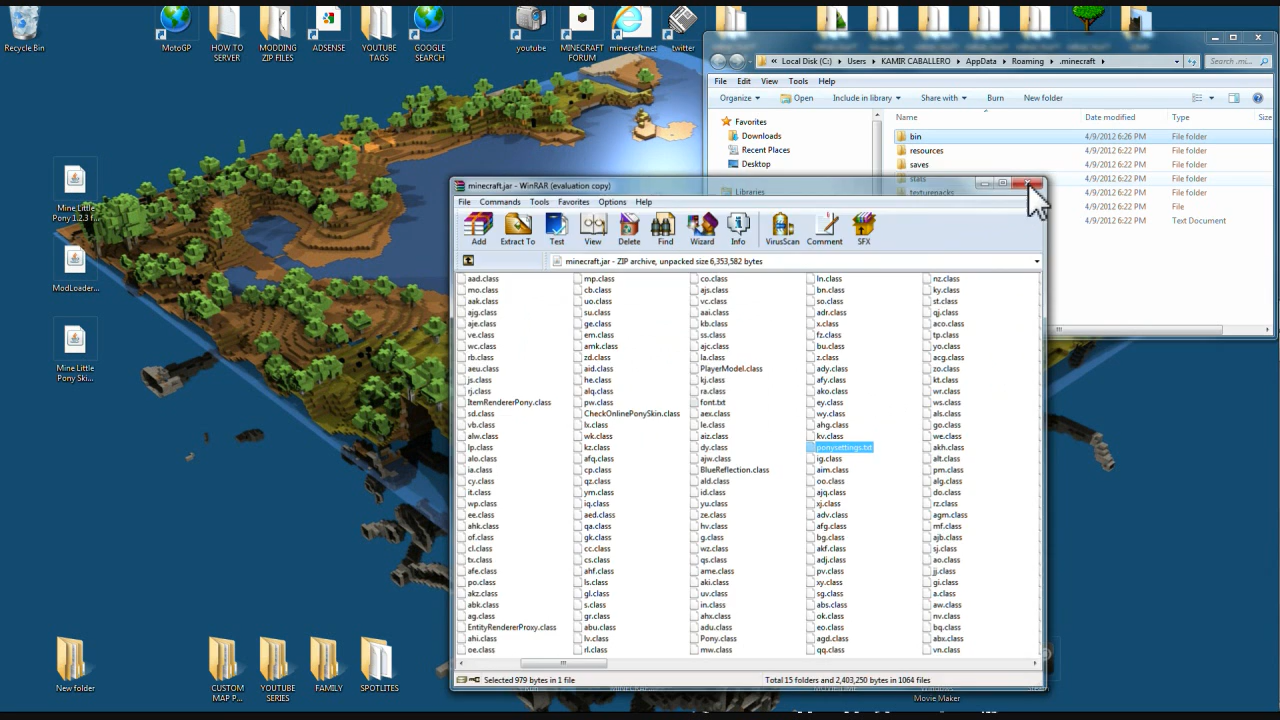 Recycle Bin
MotoGP
HOW TO SERVER
MODDING ZIP FILES
ADSENSE
YOUTUBE TAGS
GOOGLE SEARCH
youtube
MINECRAFT FORUM
minecraft.net
twitter
Local Disk (C:) Users KAMIR CABALLERO AppData Roaming .minecraft
Search .mi...
File Edit View Tools Help
Organize Open Include in library Share with Burn New folder
Favorites
Downloads
Recent Places
Desktop
Libraries
Name Date modified Type Size
bin 4/9/2012 6:26 PM File folder
resources 4/9/2012 6:22 PM File folder
saves 4/9/2012 6:22 PM File folder
stats 4/9/2012 6:22 PM File folder
texturepacks 4/9/2012 6:22 PM File folder
4/9/2012 6:22 PM File
4/9/2012 6:22 PM Text Document
Mine Little Pony 1.2.3 f...
ModLoader...
Mine Little Pony Ski...
minecraft.jar - WinRAR (evaluation copy)
File Commands Tools Favorites Options Help
Add Extract To Test View Delete Find Wizard Info VirusScan Comment SFX
minecraft.jar - ZIP archive, unpacked size 6,353,582 bytes
aad.class mp.class co.class ln.class nz.class
mo.class cb.class ajs.class bn.class ky.class
aak.class uo.class vc.class so.class st.class
ajg.class su.class aai.class adr.class qj.class
aje.class ge.class kb.class x.class aco.class
ve.class em.class ss.class fz.class tp.class
wc.class amk.class ajc.class bu.class yo.class
rb.class zd.class la.class z.class acg.class
aeu.class aid.class PlayerModel.class ady.class zo.class
js.class he.class kj.class afy.class kt.class
rj.class alq.class ra.class ako.class wr.class
ItemRendererPony.class pw.class font.txt ey.class ws.class
sd.class CheckOnlinePonySkin.class aex.class wy.class als.class
vb.class lx.class le.class ahg.class go.class
alw.class wk.class aiz.class kv.class we.class
lp.class kz.class dy.class ponysettings.txt akh.class
alo.class afq.class ajw.class ig.class alt.class
ia.class cp.class BlueReflection.class aim.class pm.class
cy.class qz.class ald.class oo.class alg.class
it.class ym.class id.class ajq.class do.class
wp.class iq.class yu.class xj.class rz.class
ee.class aed.class ze.class adv.class agm.class
ahk.class qa.class hv.class afg.class mf.class
of.class gk.class g.class bg.class ajb.class
cl.class cc.class wz.class akf.class sj.class
tx.class cs.class qs.class adj.class ao.class
afe.class ahf.class ame.class pv.class jj.class
po.class ls.class aki.class xy.class gi.class
akz.class gl.class uv.class sg.class a.class
abk.class s.class in.class abs.class aw.class
ag.class gr.class ahx.class ok.class nv.class
EntityRendererProxy.class abu.class adu.class eo.class bq.class
ahi.class lv.class Pony.class agd.class abx.class
oe.class rl.class mw.class qq.class vn.class
Selected 979 bytes in 1 file Total 15 folders and 2,403,250 bytes in 1064 files
New folder
CUSTOM MAP P...
YOUTUBE SERIES
FAMILY
SPOTLITES
Movie Maker